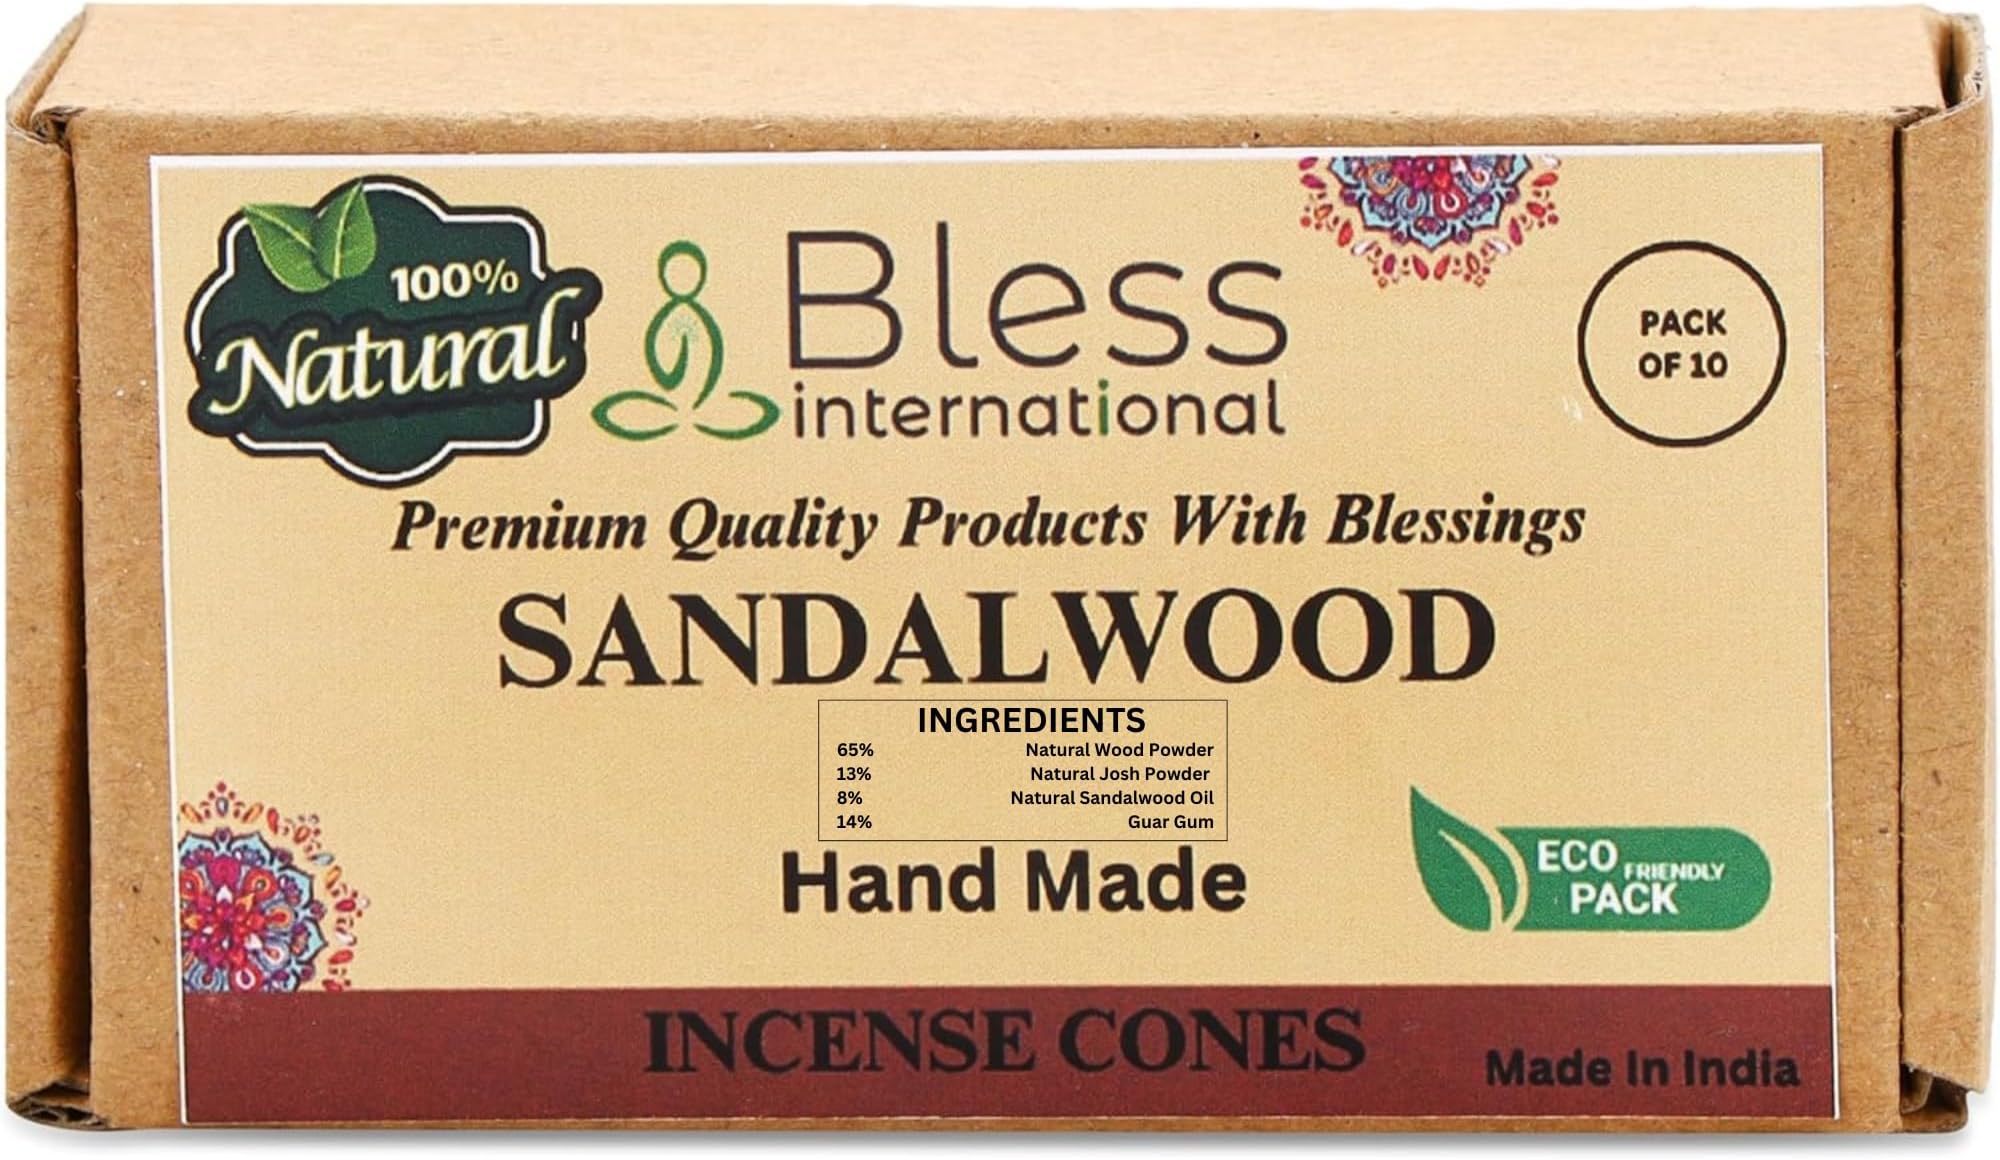 100%
Natural
Bless
international
PACK
OF 10
Premium Quality Products With Blessings
SANDALWOOD
INGREDIENTS
65% Natural Wood Powder
13% Natural Josh Powder
8% Natural Sandalwood Oil
14% Guar Gum
Hand Made
ECO FRIENDLY
PACK
INCENSE CONES
Made In India